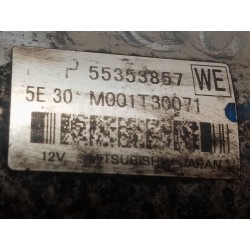 P 55353857 WE
5E 30 M001T30071
12V MITSUBISHI JAPAN